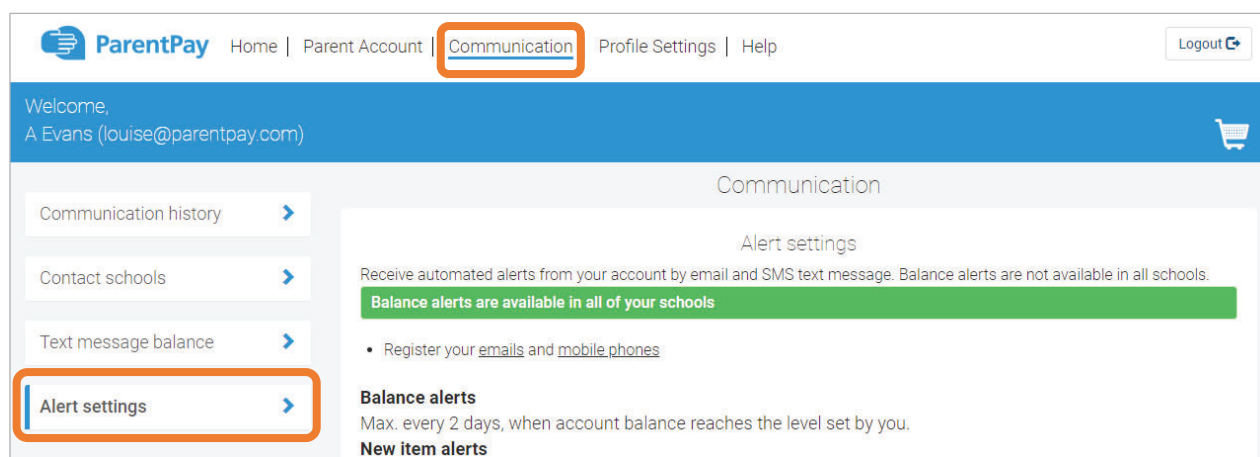 ParentPay Home | Parent Account | Communication Profile Settings | Help Logout
Welcome,
A Evans (louise@parentpay.com)
Communication
Communication history
Alert settings
Receive automated alerts from your account by email and SMS text message. Balance alerts are not available in all schools.
Contact schools
Balance alerts are available in all of your schools
Text message balance
• Register your emails and mobile phones
Alert settings
Balance alerts
Max. every 2 days, when account balance reaches the level set by you.
New item alerts